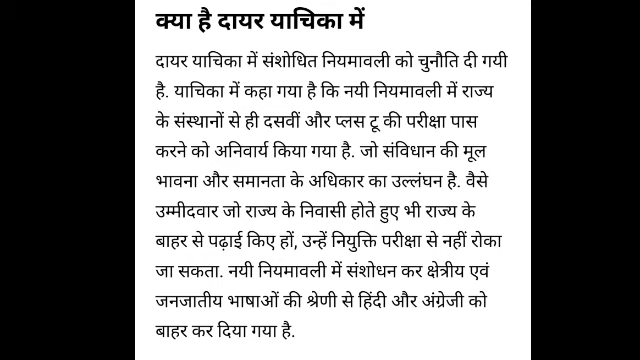 क्या है दायर याचिका में
दायर याचिका में संशोधित नियमावली को चुनौति दी गयी
है. याचिका में कहा गया है कि नयी नियमावली में राज्य
के संस्थानों से ही दसवीं और प्लस टू की परीक्षा पास
करने को अनिवार्य किया गया है. जो संविधान की मूल
भावना और समानता के अधिकार का उल्लंघन है. वैसे
उम्मीदवार जो राज्य के निवासी होते हुए भी राज्य के
बाहर से पढ़ाई किए हों, उन्हें नियुक्ति परीक्षा से नहीं रोका
जा सकता. नयी नियमावली में संशोधन कर क्षेत्रीय एवं
जनजातीय भाषाओं की श्रेणी से हिंदी और अंग्रेजी को
बाहर कर दिया गया है.